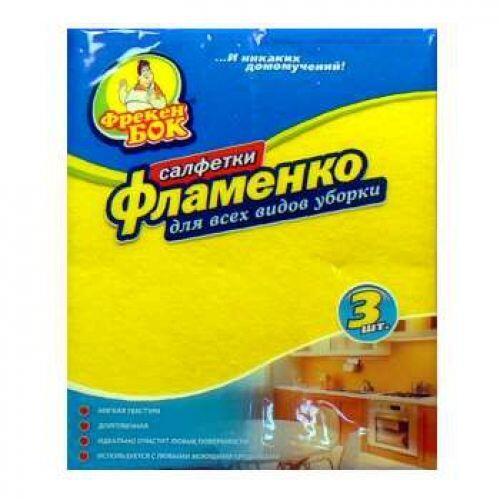 ...И никаких
домомучений!
Фрекен
БОК
салфетки
Фламенко
для всех видов уборки
3
шт.
МЯГКАЯ ТЕКСТУРА
ДОЛГОВЕЧНАЯ
ИДЕАЛЬНО ОЧИСТИТ ЛЮБЫЕ ПОВЕРХНОСТИ
ИСПОЛЬЗУЕТСЯ С ЛЮБЫМИ МОЮЩИМИ СРЕДСТВАМИ